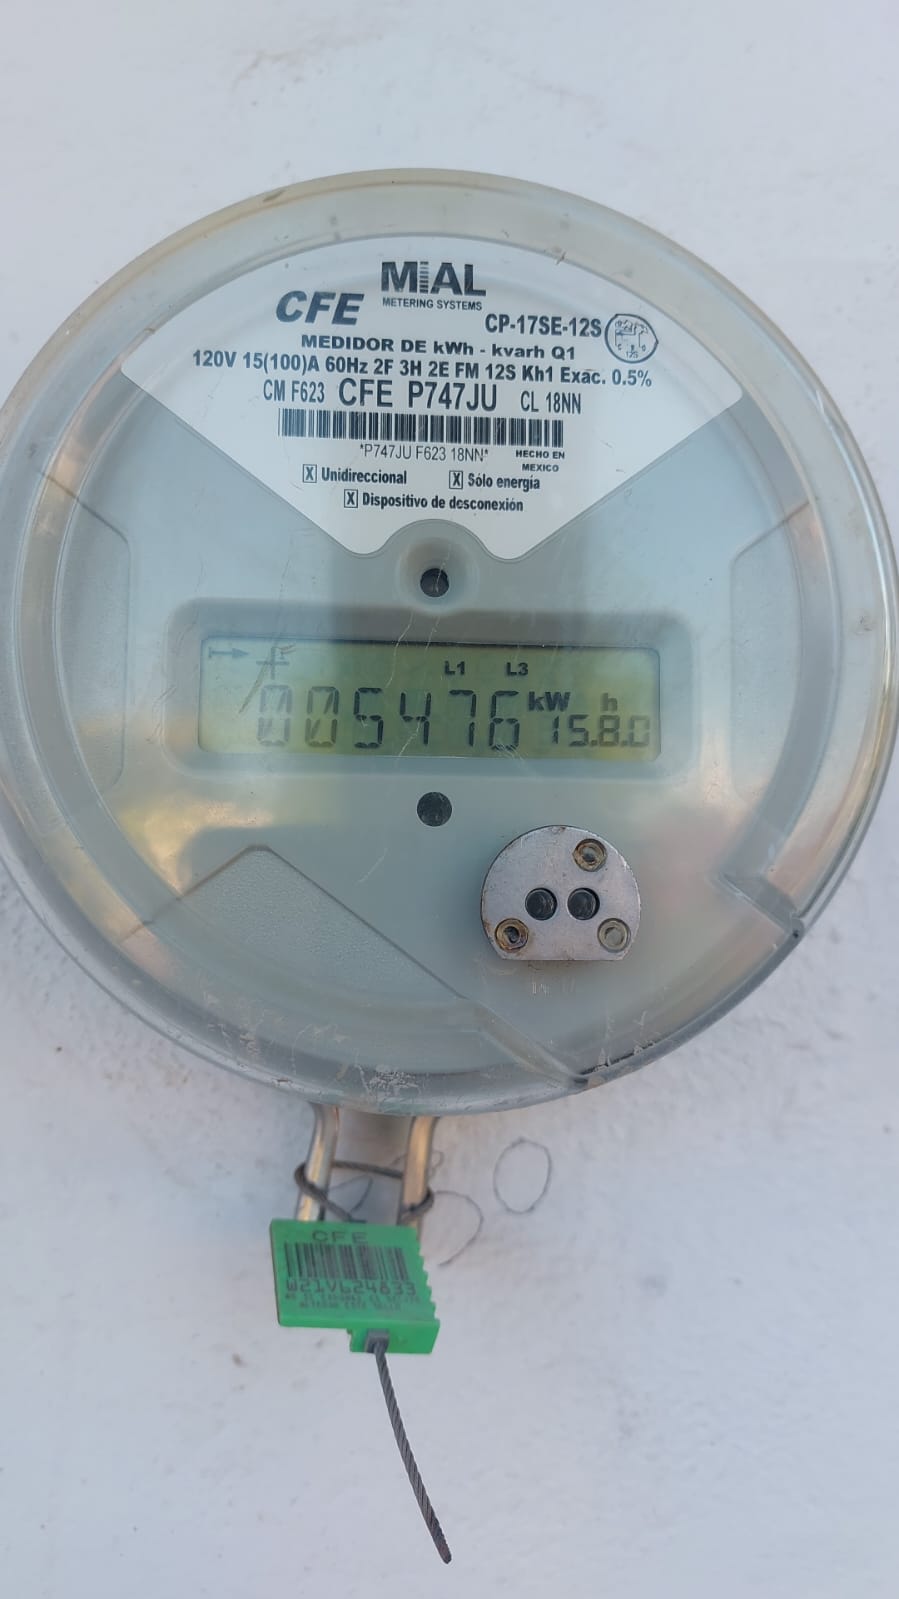 MIAL
METERING SYSTEMS
CFE
CP-17SE-12S
12S
MEDIDOR DE kWh - kvarh Q1
120V 15(100)A 60Hz 2F 3H 2E FM 12S Kh1 Exac. 0.5%
CM F623 CFE P747JU CL 18NN
*P747JU F623 18NN*
HECHO EN
MEXICO
X Unidireccional X Sólo energía
X Dispositivo de desconexión
L1 L3
005476 kW h 15.8.0
CFE
W21V624633